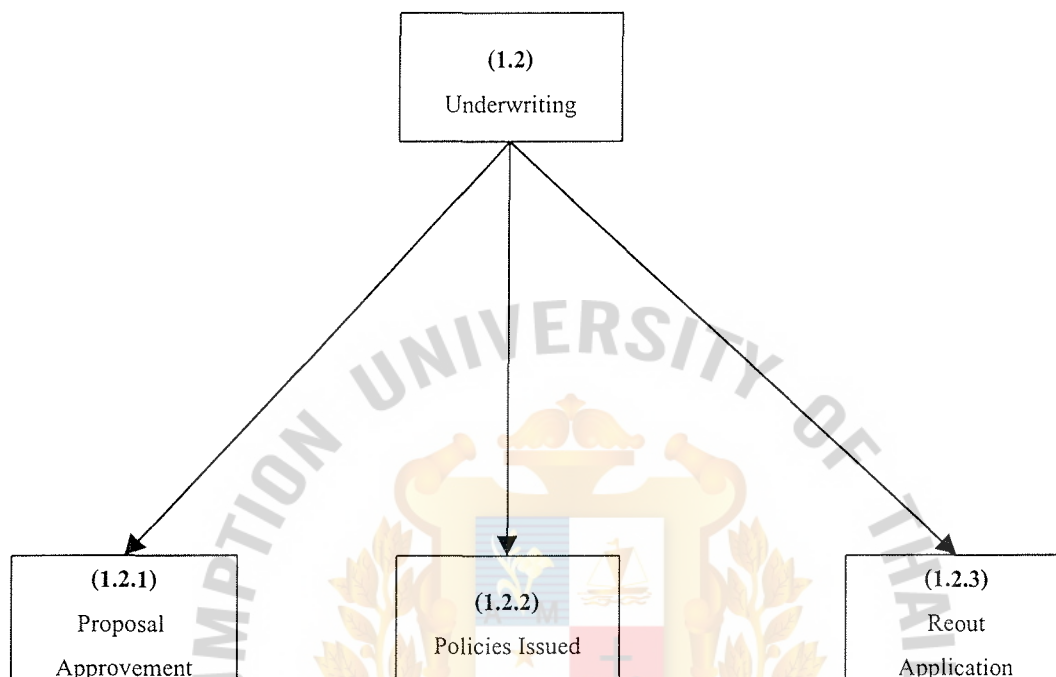 (1.2)
Underwriting
UNIVERSITY OF
(1.2.1)
Proposal
Approvement
(1.2.2)
Policies Issued
(1.2.3)
Reout
Application
A M